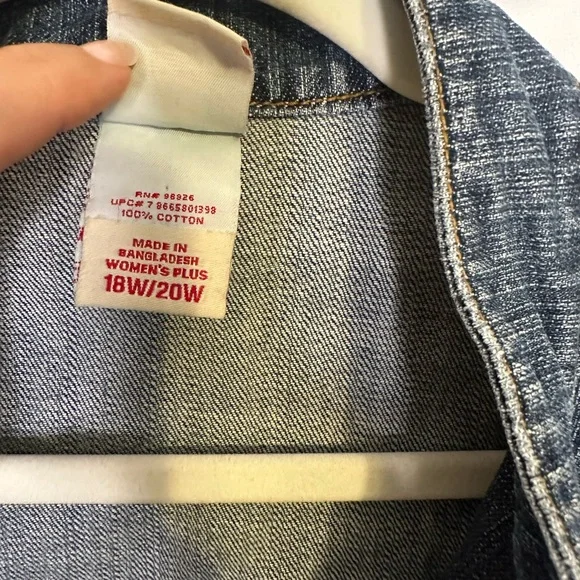 RN# 96926
UPC# 7 9665801398
100% COTTON
MADE IN
BANGLADESH
WOMEN'S PLUS
18W/20W